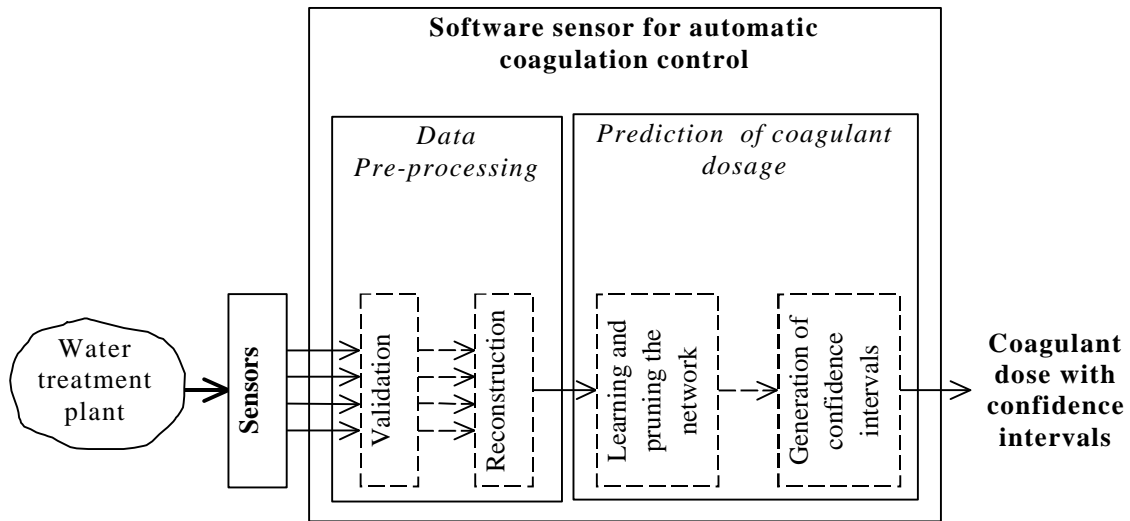 Software sensor for automatic
coagulation control
Data
Pre-processing
Prediction of coagulant
dosage
Water
treatment
plant
Sensors
Validation
Reconstruction
Learning and
pruning the
network
Generation of
confidence
intervals
Coagulant
dose with
confidence
intervals